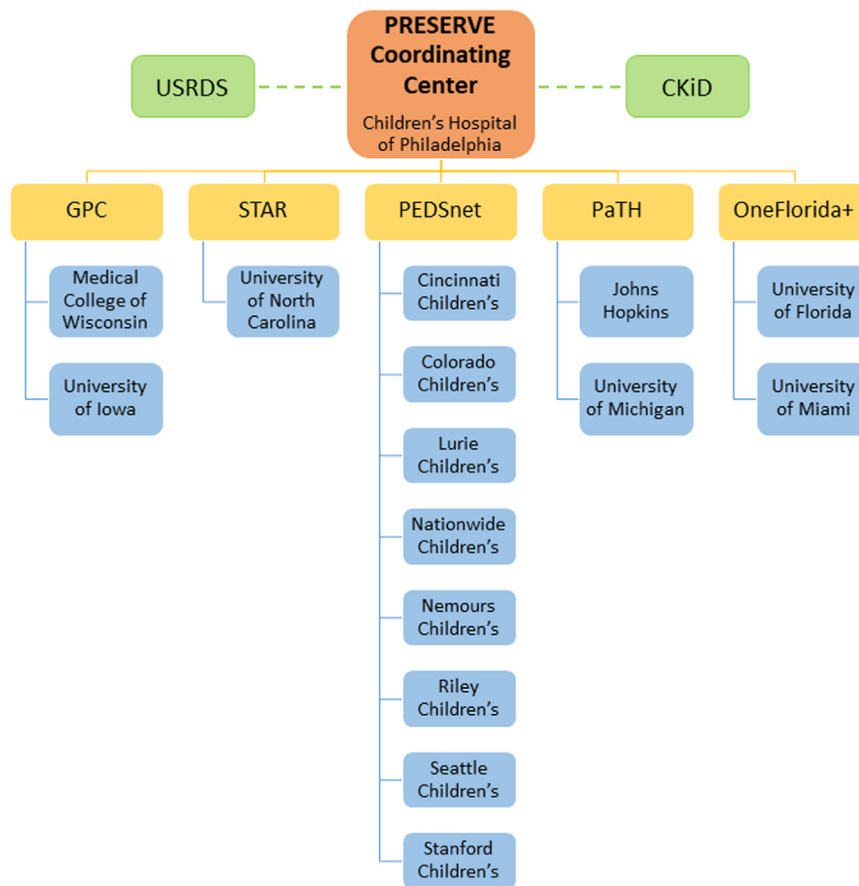 PRESERVE
Coordinating
Center
Children's Hospital
of Philadelphia
USRDS
CKiD
GPC
STAR
PEDSnet
PaTH
OneFlorida+
Medical
College of
Wisconsin
University
of Iowa
University
of North
Carolina
Cincinnati
Children's
Colorado
Children's
Lurie
Children's
Nationwide
Children's
Nemours
Children's
Riley
Children's
Seattle
Children's
Stanford
Children's
Johns
Hopkins
University
of Michigan
University
of Florida
University
of Miami